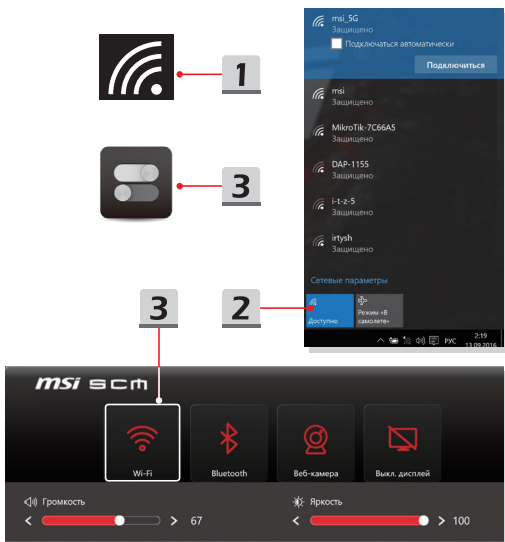 msi_5G
Защищено
Подключаться автоматически
Подключиться
1
msi
Защищено
MikroTik-7C66A5
Защищено
3
DAP-1155
Защищено
i-t-z-5
Защищено
irtysh
Защищено
Сетевые параметры
3
2
Доступно
Режим «В
самолете»
РУС
2:19
13.09.2016
msi SCM
Wi-Fi
Bluetooth
Веб-камера
Выкл. дисплей
Громкость
Яркость
< > 67
< > 100